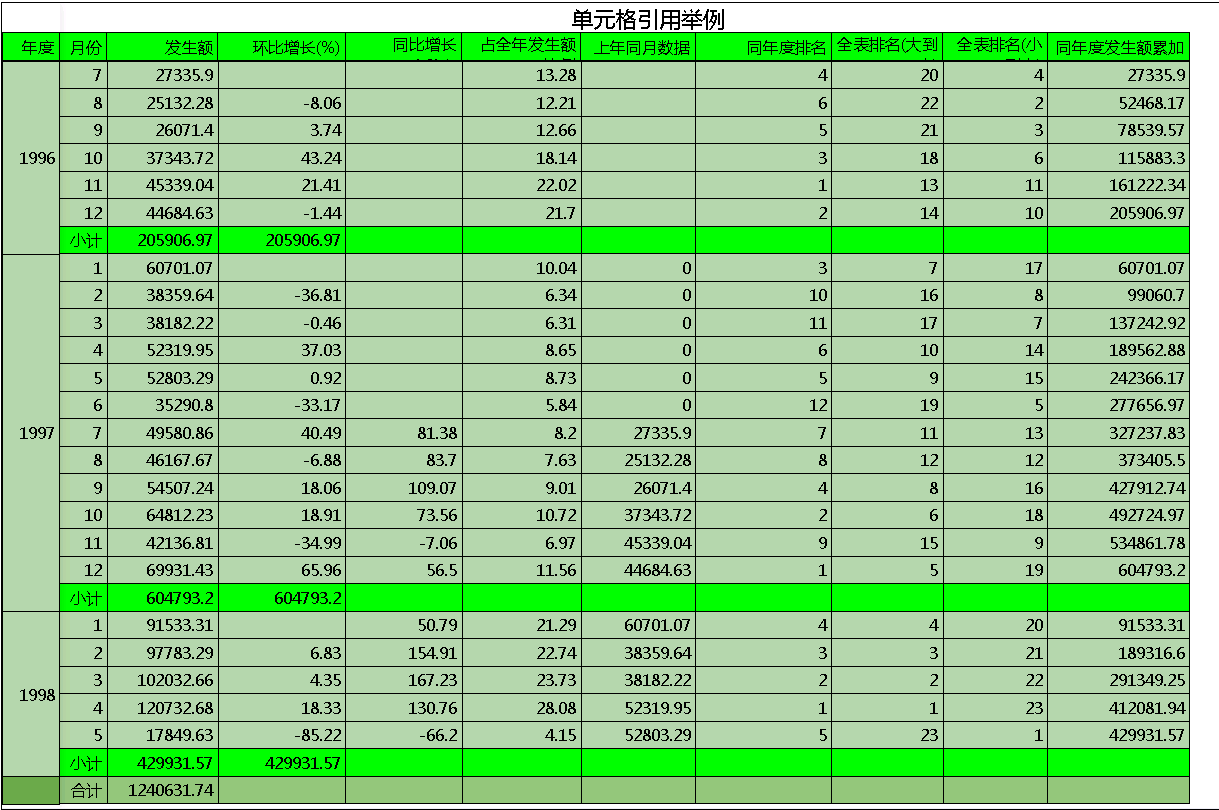 单元格引用举例
年度 月份 发生额 环比增长(%) 同比增长 占全年发生额 上年同月数据 同年度排名 全表排名(大到 全表排名(小 同年度发生额累加
1996
7 27335.9 13.28 4 20 4 27335.9
8 25132.28 -8.06 12.21 6 22 2 52468.17
9 26071.4 3.74 12.66 5 21 3 78539.57
10 37343.72 43.24 18.14 3 18 6 115883.3
11 45339.04 21.41 22.02 1 13 11 161222.34
12 44684.63 -1.44 21.7 2 14 10 205906.97
小计 205906.97 205906.97
1997
1 60701.07 10.04 0 3 7 17 60701.07
2 38359.64 -36.81 6.34 0 10 16 8 99060.7
3 38182.22 -0.46 6.31 0 11 17 7 137242.92
4 52319.95 37.03 8.65 0 6 10 14 189562.88
5 52803.29 0.92 8.73 0 5 9 15 242366.17
6 35290.8 -33.17 5.84 0 12 19 5 277656.97
7 49580.86 40.49 81.38 8.2 27335.9 7 11 13 327237.83
8 46167.67 -6.88 83.7 7.63 25132.28 8 12 12 373405.5
9 54507.24 18.06 109.07 9.01 26071.4 4 8 16 427912.74
10 64812.23 18.91 73.56 10.72 37343.72 2 6 18 492724.97
11 42136.81 -34.99 -7.06 6.97 45339.04 9 15 9 534861.78
12 69931.43 65.96 56.5 11.56 44684.63 1 5 19 604793.2
小计 604793.2 604793.2
1998
1 91533.31 50.79 21.29 60701.07 4 4 20 91533.31
2 97783.29 6.83 154.91 22.74 38359.64 3 3 21 189316.6
3 102032.66 4.35 167.23 23.73 38182.22 2 2 22 291349.25
4 120732.68 18.33 130.76 28.08 52319.95 1 1 23 412081.94
5 17849.63 -85.22 -66.2 4.15 52803.29 5 23 1 429931.57
小计 429931.57 429931.57
合计 1240631.74